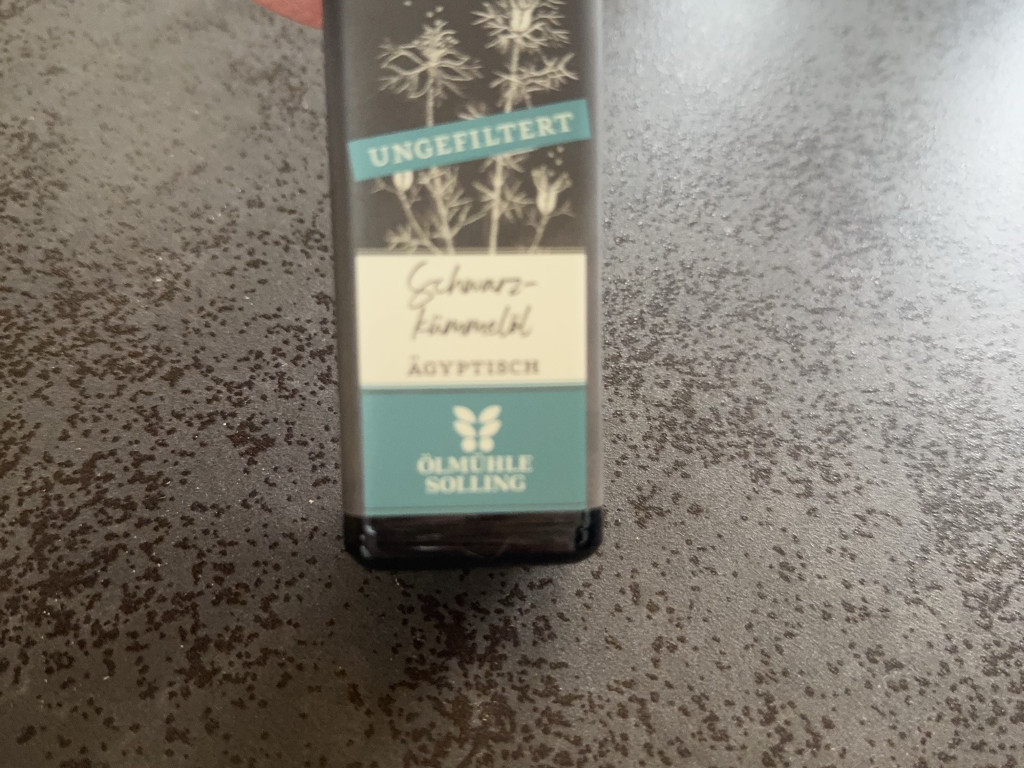 UNGEFILTERT
Schwarz-
kümmelöl
ÄGYPTISCH
ÖLMÜHLE
SOLLING